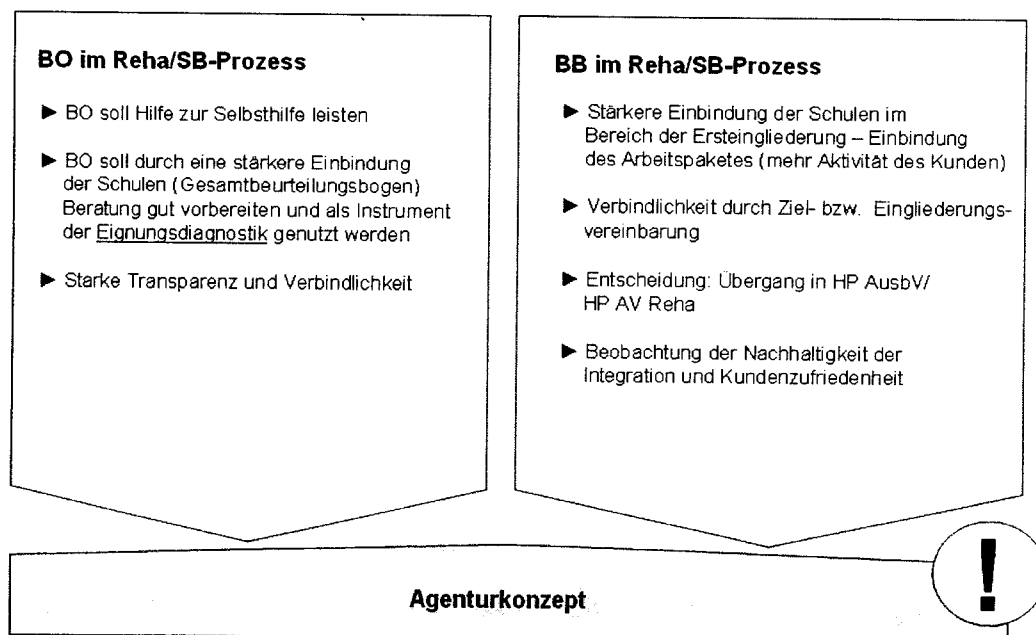 BO im Reha/SB-Prozess
► BO soll Hilfe zur Selbsthilfe leisten
► BO soll durch eine stärkere Einbindung
der Schulen (Gesamtbeurteilungsbogen)
Beratung gut vorbereiten und als Instrument
der Eignungsdiagnostik genutzt werden
► Starke Transparenz und Verbindlichkeit
BB im Reha/SB-Prozess
► Stärkere Einbindung der Schulen im
Bereich der Ersteingliederung – Einbindung
des Arbeitspaketes (mehr Aktivität des Kunden)
► Verbindlichkeit durch Ziel- bzw. Eingliederungs-
vereinbarung
► Entscheidung: Übergang in HP AusbV/
HP AV Reha
► Beobachtung der Nachhaltigkeit der
Integration und Kundenzufriedenheit
!
Agenturkonzept